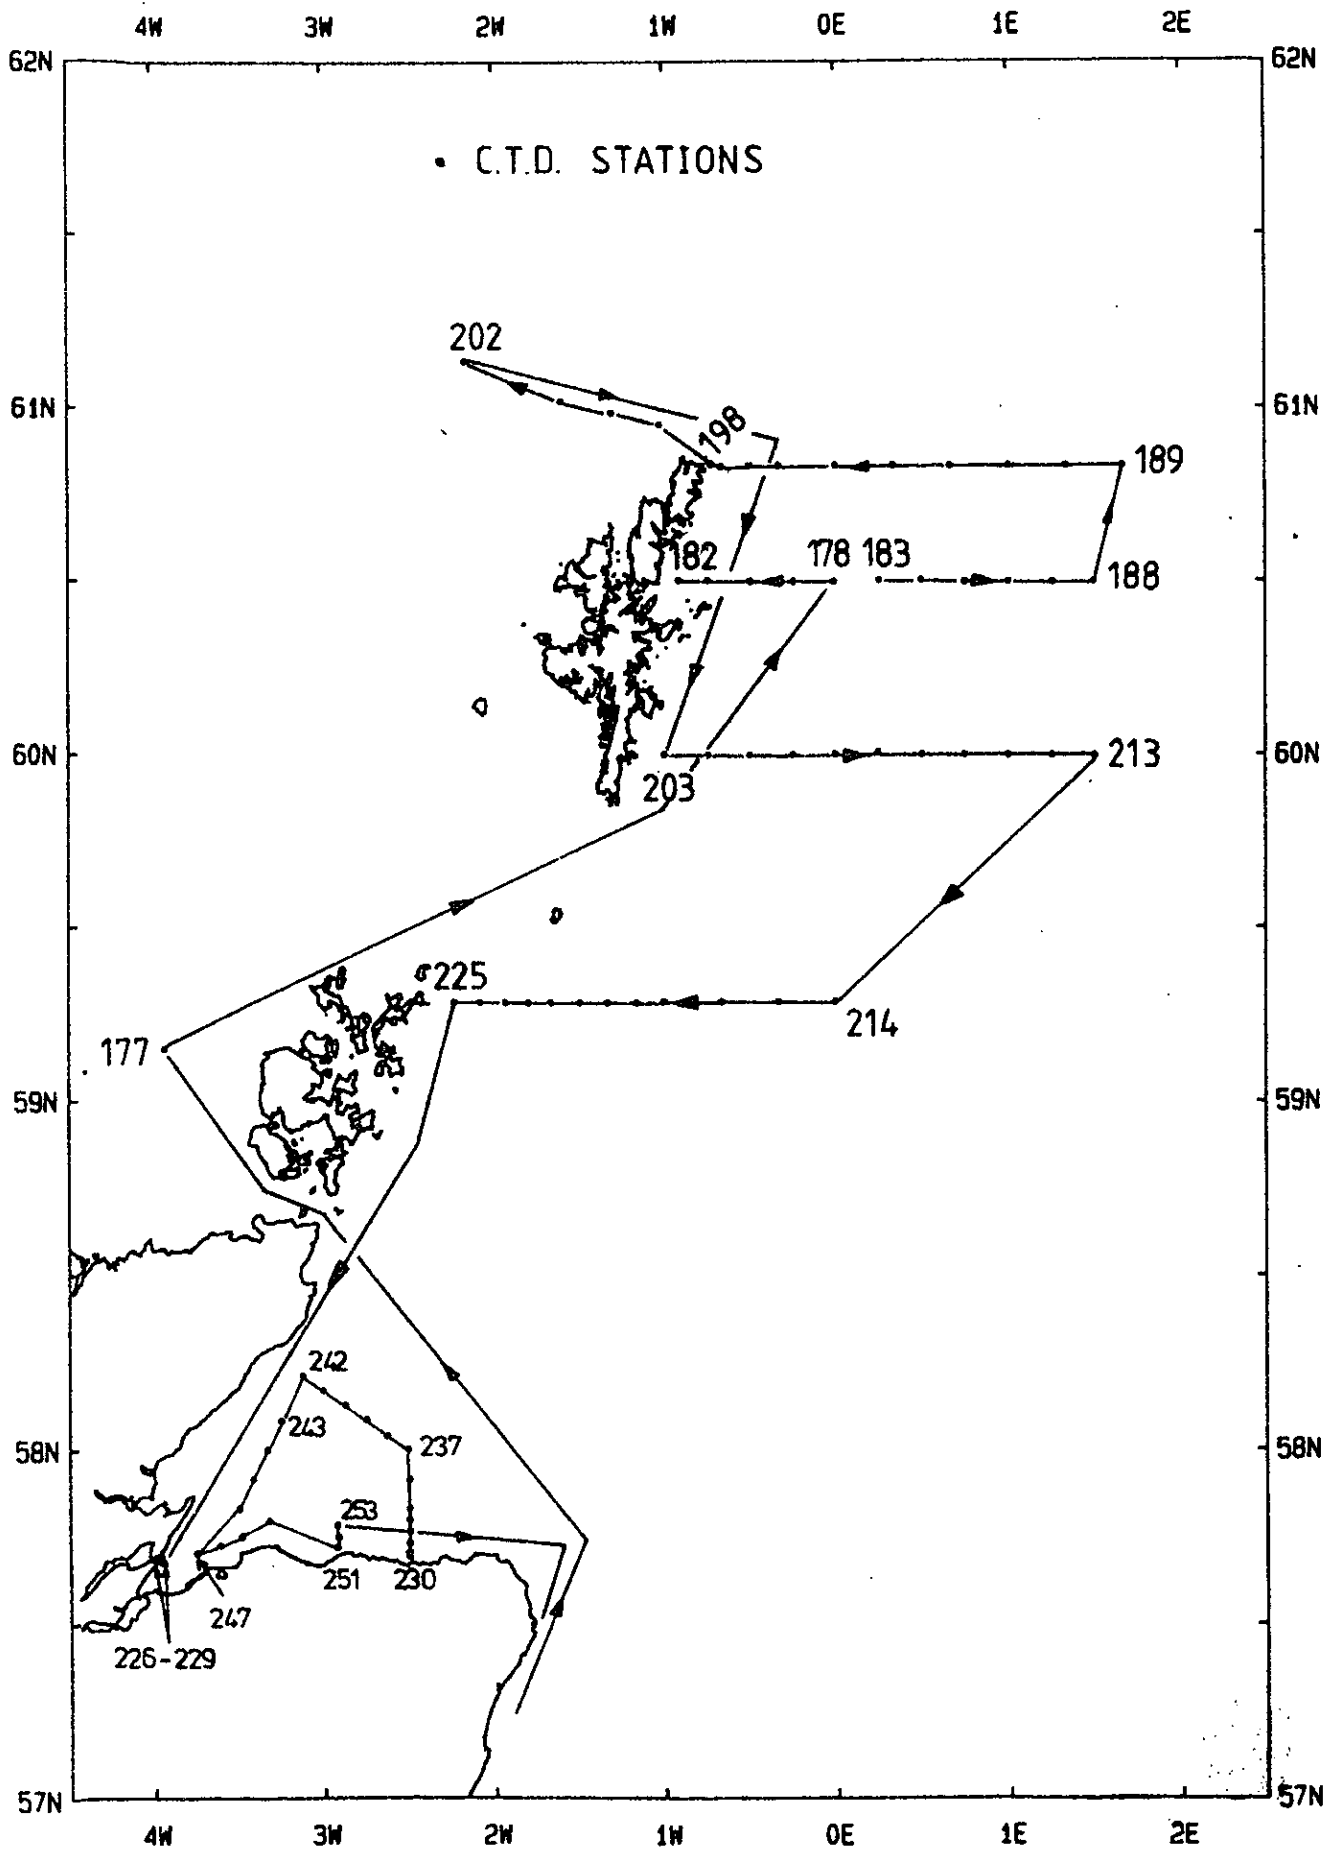 4W 3W 2W 1W 0E 1E 2E
62N 62N
• C.T.D. STATIONS
202
61N 198 61N
189
182 178 183 188
60N 213 60N
203
225
214
177
59N 59N
242
243
58N 237 58N
253
251 230
247
226-229
57N 57N
4W 3W 2W 1W 0E 1E 2E